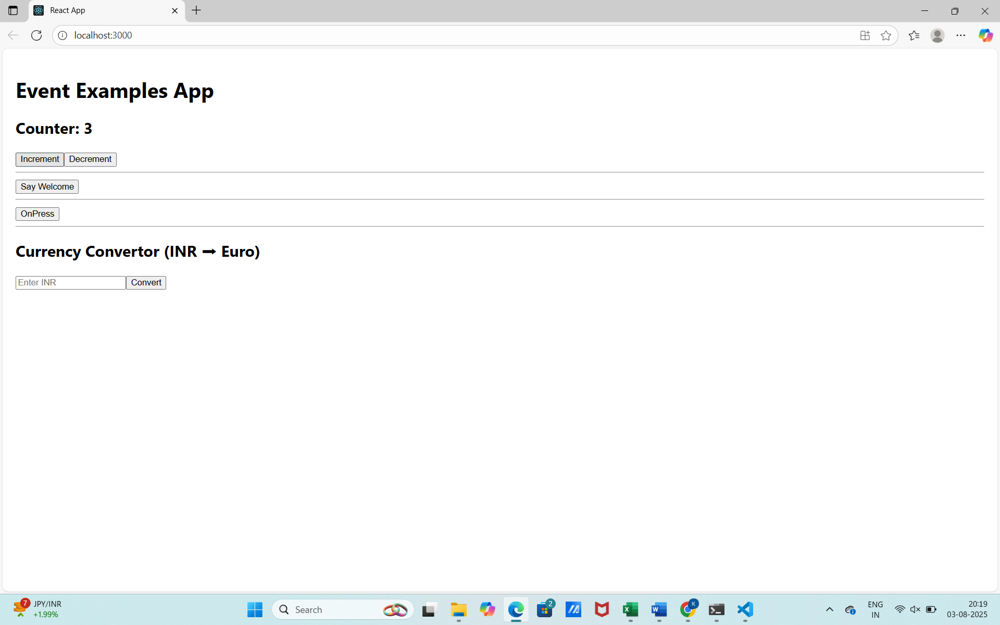 React App
localhost:3000
Event Examples App
Counter: 3
Increment Decrement
Say Welcome
OnPress
Currency Convertor (INR ➞ Euro)
Enter INR Convert
7 JPY/INR
+1.99%
Search
2
K
ENG
IN
20:19
03-08-2025